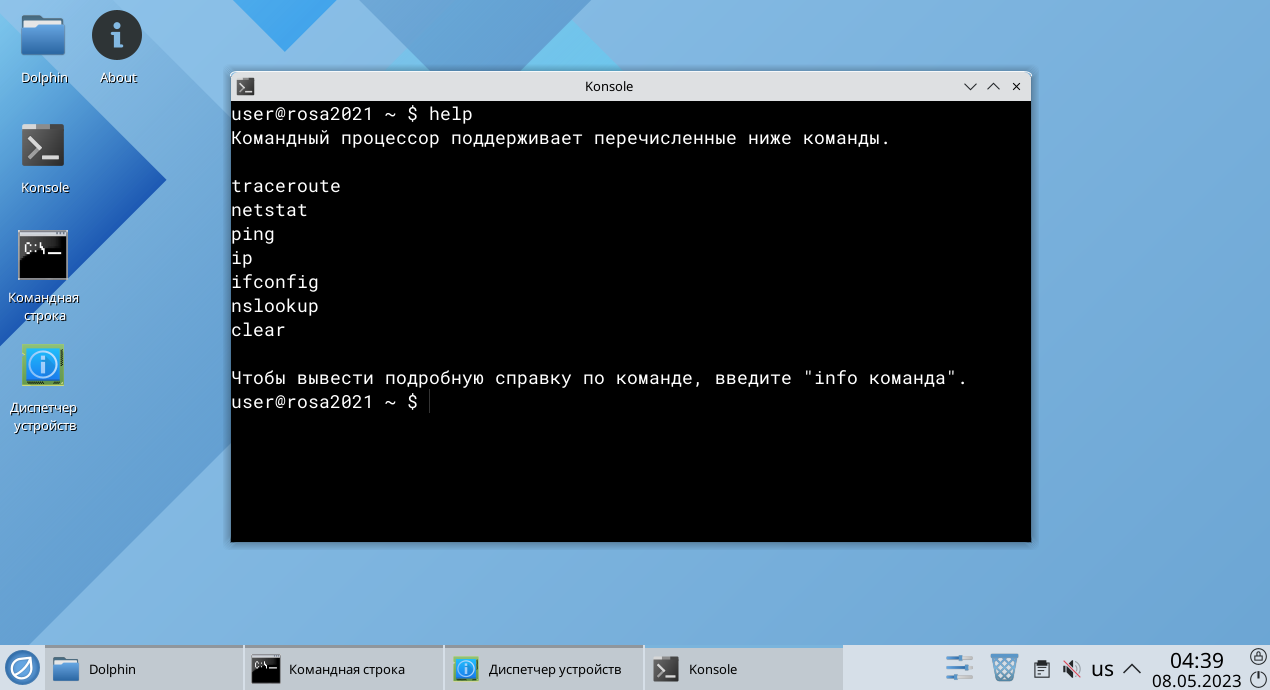 Dolphin
About
Konsole
Командная
строка
Диспетчер
устройств
Konsole
user@rosa2021 ~ $ help
Командный процессор поддерживает перечисленные ниже команды.
traceroute
netstat
ping
ip
ifconfig
nslookup
clear
Чтобы вывести подробную справку по команде, введите "info команда".
user@rosa2021 ~ $
Dolphin
Командная строка
Диспетчер устройств
Konsole
us
04:39
08.05.2023